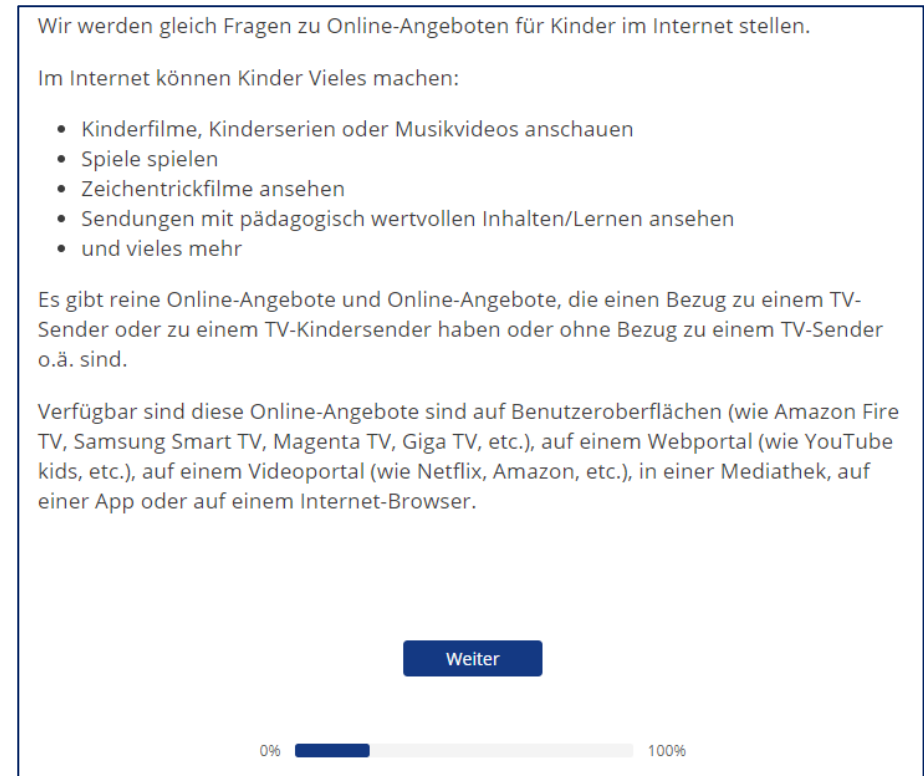 Wir werden gleich Fragen zu Online-Angeboten für Kinder im Internet stellen.
Im Internet können Kinder Vieles machen:
• Kinderfilme, Kinderserien oder Musikvideos anschauen
• Spiele spielen
• Zeichentrickfilme ansehen
• Sendungen mit pädagogisch wertvollen Inhalten/Lernen ansehen
• und vieles mehr
Es gibt reine Online-Angebote und Online-Angebote, die einen Bezug zu einem TV-
Sender oder zu einem TV-Kindersender haben oder ohne Bezug zu einem TV-Sender
o.ä. sind.
Verfügbar sind diese Online-Angebote sind auf Benutzeroberflächen (wie Amazon Fire
TV, Samsung Smart TV, Magenta TV, Giga TV, etc.), auf einem Webportal (wie YouTube
kids, etc.), auf einem Videoportal (wie Netflix, Amazon, etc.), in einer Mediathek, auf
einer App oder auf einem Internet-Browser.
Weiter
0% 100%